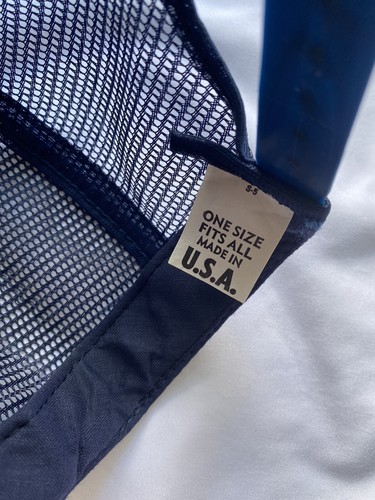 S-5
ONE SIZE
FITS ALL
MADE IN
U.S.A.